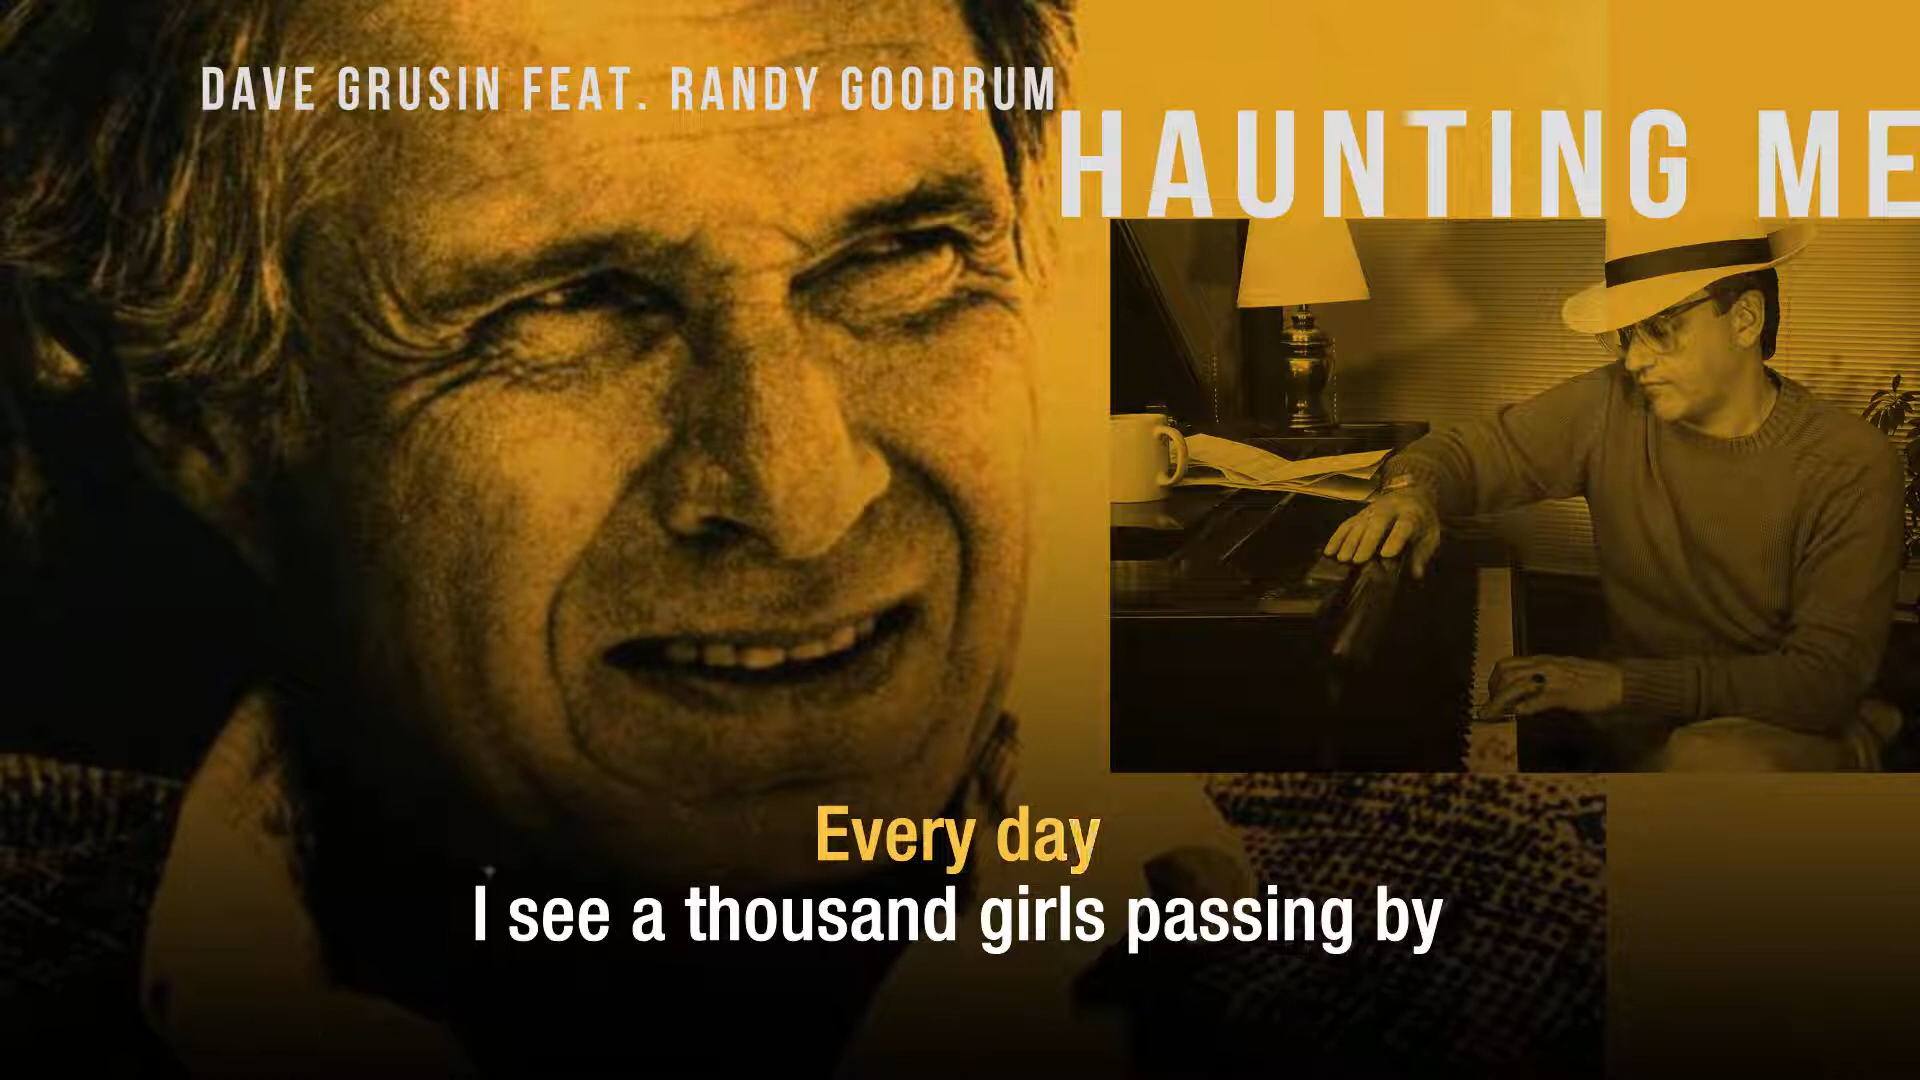 DAVE GRUSIN FEAT. RANDY GOODRUM
HAUNTING ME
Every day
I see a thousand girls passing by